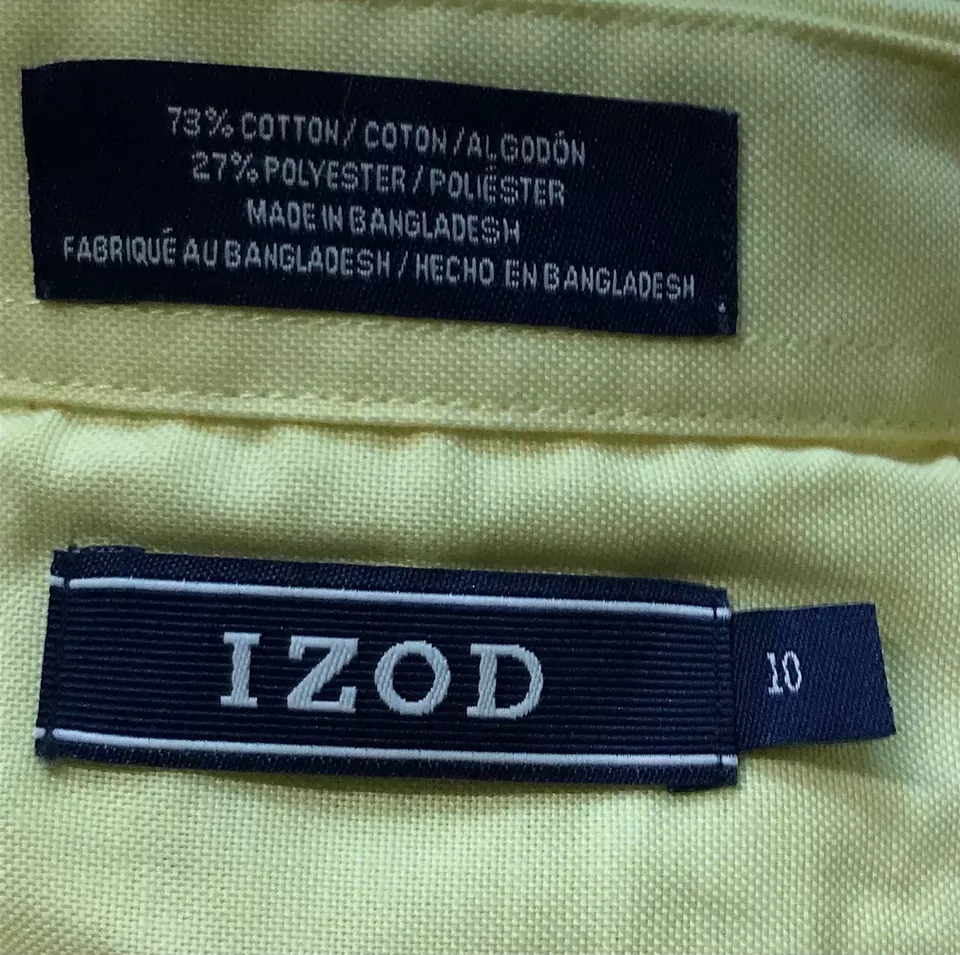 73% COTTON / COTON / ALGODÓN
27% POLYESTER / POLIÉSTER
MADE IN BANGLADESH
FABRIQUÉ AU BANGLADESH / HECHO EN BANGLADESH
IZOD
10